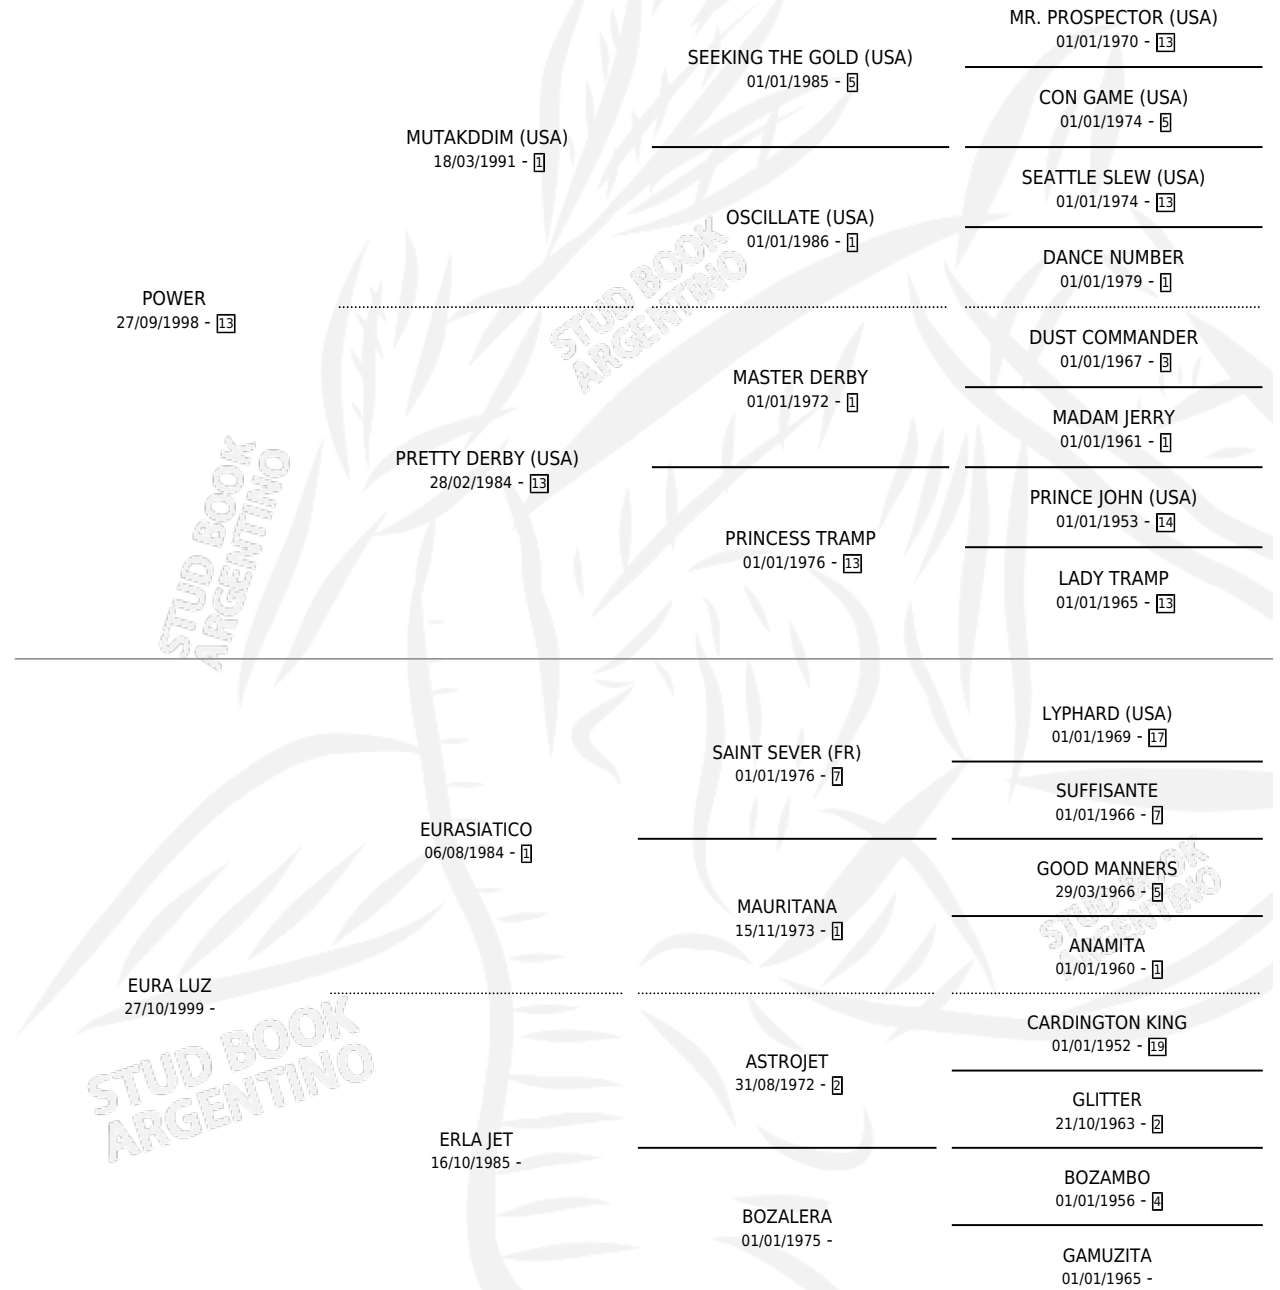 MR. PROSPECTOR (USA)
01/01/1970 - 13
SEEKING THE GOLD (USA)
01/01/1985 - 5
CON GAME (USA)
01/01/1974 - 5
MUTAKDDIM (USA)
18/03/1991 - 1
SEATTLE SLEW (USA)
01/01/1974 - 13
OSCILLATE (USA)
01/01/1986 - 1
DANCE NUMBER
01/01/1979 - 1
POWER
27/09/1998 - 13
STUD BOOK
ARGENTINO
DUST COMMANDER
01/01/1967 - 3
MASTER DERBY
01/01/1972 - 1
MADAM JERRY
01/01/1961 - 1
PRETTY DERBY (USA)
28/02/1984 - 13
PRINCE JOHN (USA)
01/01/1953 - 14
PRINCESS TRAMP
01/01/1976 - 13
LADY TRAMP
01/01/1965 - 13
STUD BOOK
ARGENTINO
LYPHARD (USA)
01/01/1969 - 17
SAINT SEVER (FR)
01/01/1976 - 7
SUFFISANTE
01/01/1966 - 7
EURASIATICO
06/08/1984 - 1
GOOD MANNERS
29/03/1966 - 5
MAURITANA
15/11/1973 - 1
STUD BOOK
ARGENTINO
ANAMITA
01/01/1960 - 1
EURA LUZ
27/10/1999 -
CARDINGTON KING
01/01/1952 - 19
ASTROJET
31/08/1972 - 2
GLITTER
21/10/1963 - 2
STUD BOOK
ARGENTINO
ERLA JET
16/10/1985 -
BOZAMBO
01/01/1956 - 4
BOZALERA
01/01/1975 -
GAMUZITA
01/01/1965 -